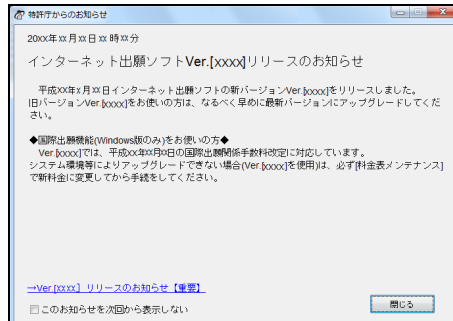 特許庁からのお知らせ
20xx年xx月xx日 xx時xx分
インターネット出願ソフトVer.[xxxx]リリースのお知らせ
平成xx年x月xx日インターネット出願ソフトの新バージョンVer.[xxxx]をリリースしました。
旧バージョンVer.[xxxx]をお使いの方は、なるべく早めに最新バージョンにアップグレードしてくだ
さい。
◆国際出願機能(Windows版のみ)をお使いの方◆
Ver.[xxxx]では、平成xx年xx月xx日の国際出願関係手数料改定に対応しています。
システム環境等によりアップグレードできない場合(Ver.[xxxx]を使用)は、必ず[料金表メンテナンス]
で新料金に変更してから手続をしてください。
→Ver.[xxxx] リリースのお知らせ【重要】
このお知らせを次回から表示しない
閉じる